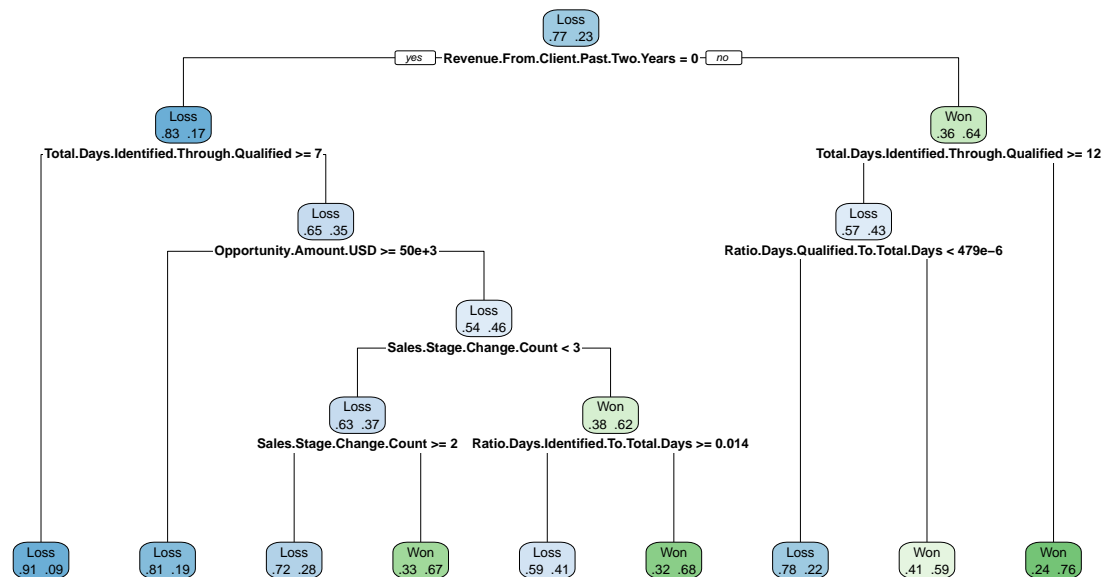 Loss
.77 .23
yes Revenue.From.Client.Past.Two.Years = 0 no
Loss
.83 .17
Won
.36 .64
Total.Days.Identified.Through.Qualified >= 7
Total.Days.Identified.Through.Qualified >= 12
Loss
.65 .35
Loss
.57 .43
Opportunity.Amount.USD >= 50e+3
Ratio.Days.Qualified.To.Total.Days < 479e−6
Loss
.54 .46
Sales.Stage.Change.Count < 3
Loss
.63 .37
Won
.38 .62
Sales.Stage.Change.Count >= 2
Ratio.Days.Identified.To.Total.Days >= 0.014
Loss
.91 .09
Loss
.81 .19
Loss
.72 .28
Won
.33 .67
Loss
.59 .41
Won
.32 .68
Loss
.78 .22
Won
.41 .59
Won
.24 .76